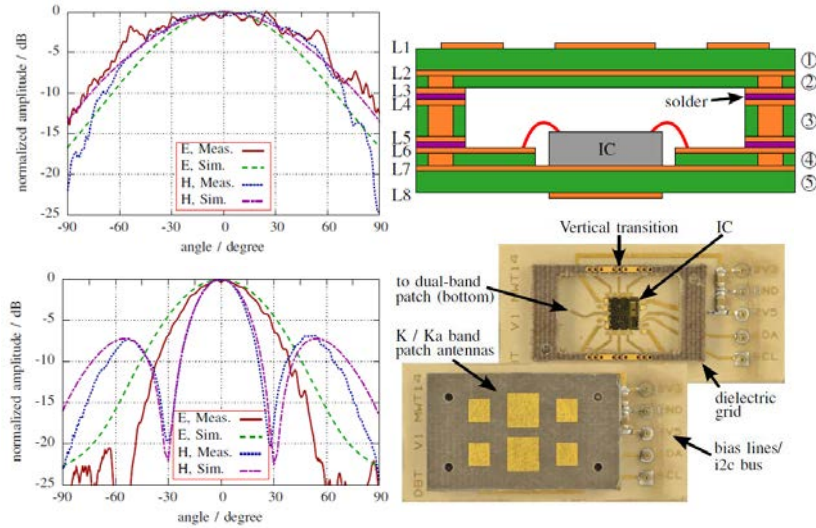 normalized amplitude / dB
0
-5
-10
-15
-20
-25
E, Meas.
E, Sim.
H, Meas.
H, Sim.
-90 -60 -30 0 30 60 90
angle / degree
L1
L2
L3
L4
L5
L6
L7
L8
solder
IC
①
②
③
④
⑤
normalized amplitude / dB
0
-5
-10
-15
-20
-25
E, Meas.
E, Sim.
H, Meas.
H, Sim.
-90 -60 -30 0 30 60 90
angle / degree
Vertical transition
IC
to dual-band
patch (bottom)
K / Ka band
patch antennas
dielectric
grid
bias lines/
i2c bus
DBT V1 MWT14